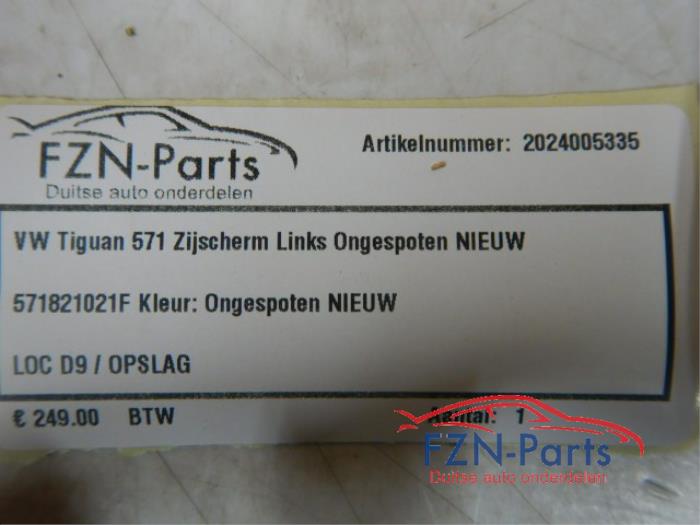 FZN-Parts
Duitse auto onderdelen
Artikelnummer: 2024005335
VW Tiguan 571 Zijscherm Links Ongespoten NIEUW
571821021F Kleur: Ongespoten NIEUW
LOC D9 / OPSLAG
€ 249.00 BTW
Aantal: 1
FZN-Parts
Duitse auto onderdelen